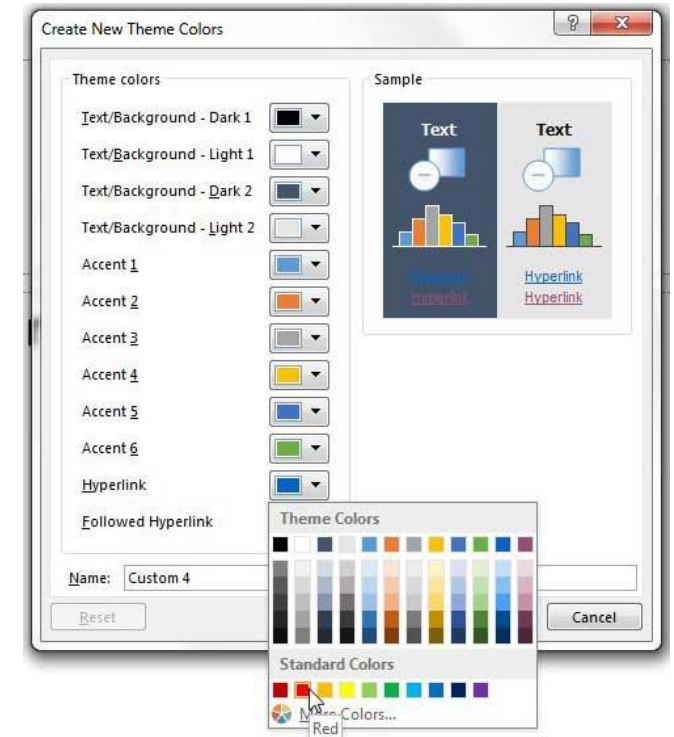 Create New Theme Colors
Theme colors
Text/Background - Dark 1
Text/Background - Light 1
Text/Background - Dark 2
Text/Background - Light 2
Accent 1
Accent 2
Accent 3
Accent 4
Accent 5
Accent 6
Hyperlink
Followed Hyperlink
Sample
Text Text
Hyperlink Hyperlink
Hyperlink Hyperlink
Name: Custom 4
Reset Cancel
Theme Colors
Standard Colors
More Colors...
Red